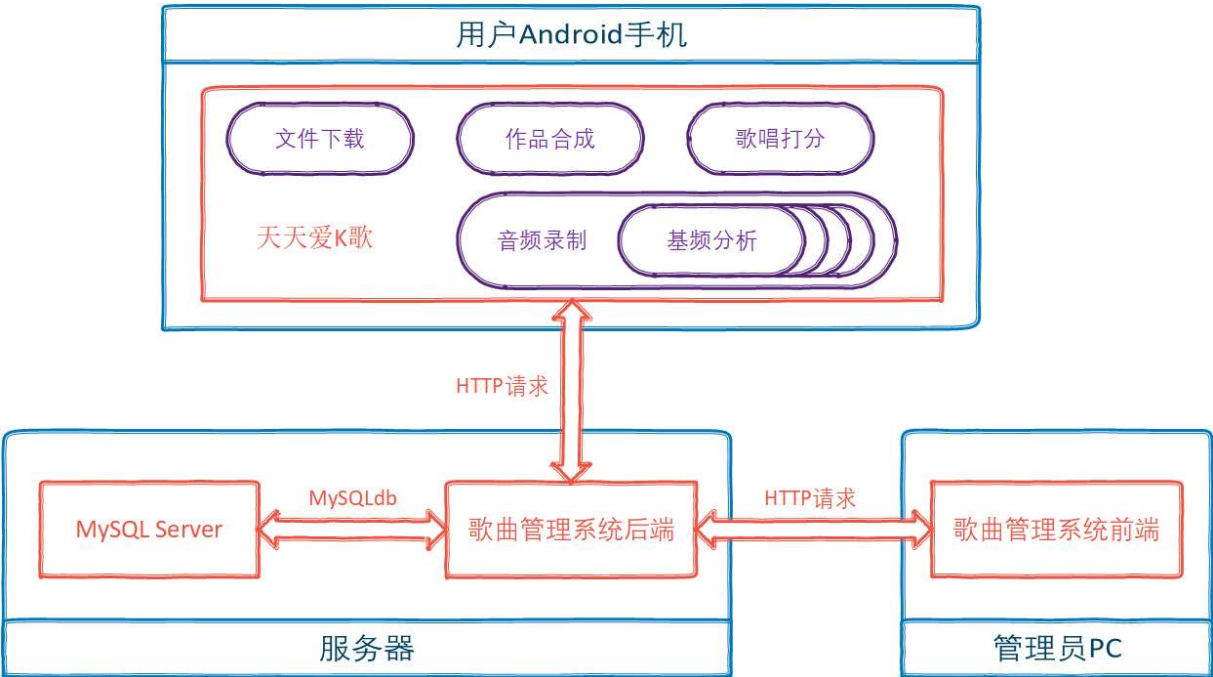 用户Android手机
文件下载
作品合成
歌唱打分
天天爱K歌
音频录制
基频分析
HTTP请求
MySQL Server
MySQLdb
歌曲管理系统后端
HTTP请求
歌曲管理系统前端
服务器
管理员PC